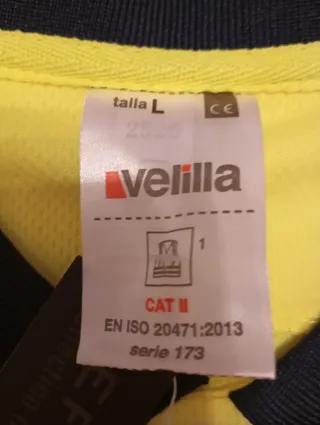 talla L CE
velilla
1
CAT II
EN ISO 20471:2013
serie 173